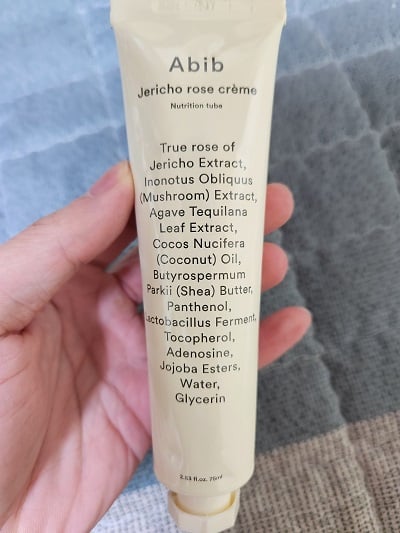 Abib
Jericho rose crème
Nutrition tube
True rose of
Jericho Extract,
Inonotus Obliquus
(Mushroom) Extract,
Agave Tequilana
Leaf Extract,
Cocos Nucifera
(Coconut) Oil,
Butyrospermum
Parkii (Shea) Butter,
Panthenol,
Lactobacillus Ferment,
Tocopherol,
Adenosine,
Jojoba Esters,
Water,
Glycerin
2.53 fl.oz. 75ml